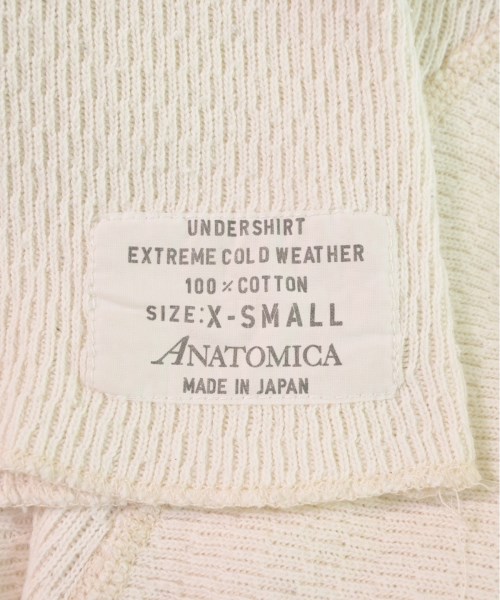 UNDERSHIRT
EXTREME COLD WEATHER
100% COTTON
SIZE: X-SMALL
ANATOMICA
MADE IN JAPAN